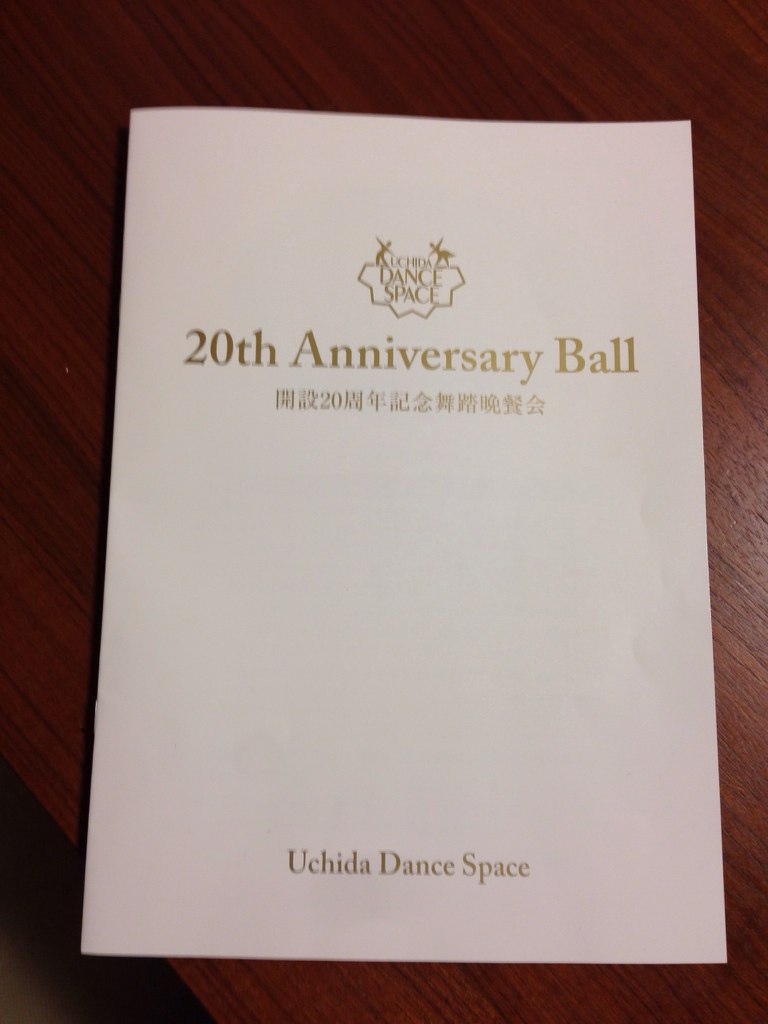 UCHIDA
DANCE
SPACE
20th Anniversary Ball
開設20周年記念舞踏晩餐会
Uchida Dance Space